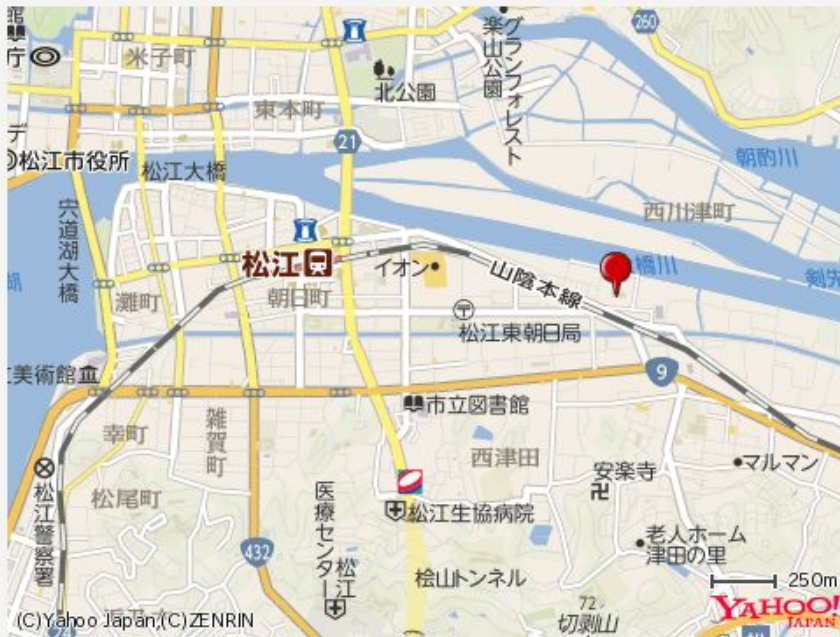 館
庁
米子町
東本町
北公園
楽山公園
グランフォレスト
260
21
デ
松江市役所
松江大橋
朝酌川
西川津町
宍道湖大橋
湖
松江
イオン
山陰本線
橋川
剣先
灘町
朝日町
松江東朝日局
美術館
9
市立図書館
幸町
雑賀町
西津田
安楽寺
マルマン
松尾町
松江警察署
医療センター
松江
松江生協病院
老人ホーム
津田の里
432
桧山トンネル
250m
72
切剥山
24
YAHOO!
JAPAN
(C)Yahoo Japan,(C)ZENRIN